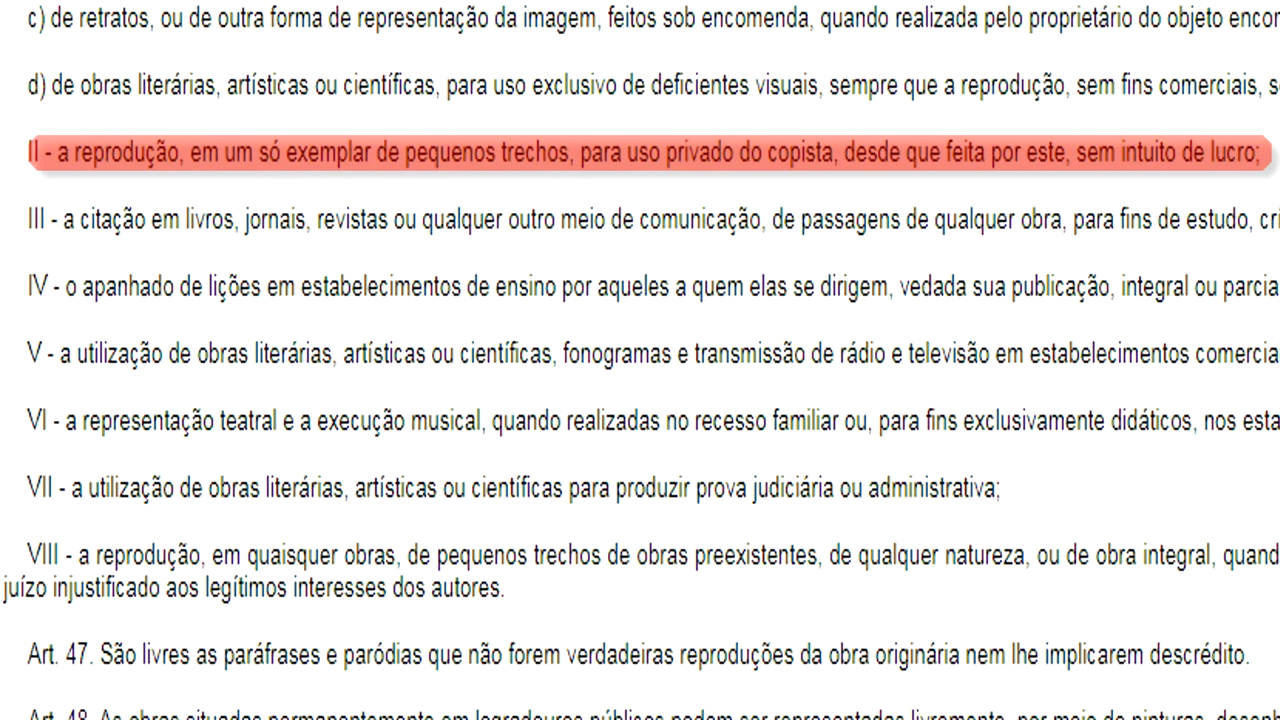 c) de retratos, ou de outra forma de representação da imagem, feitos sob encomenda, quando realizada pelo proprietário do objeto
d) de obras literárias, artísticas ou científicas, para uso exclusivo de deficientes visuais, sempre que a reprodução, sem fins comerciais,
II - a reprodução, em um só exemplar de pequenos trechos, para uso privado do copista, desde que feita por este, sem intuito de lucro;
III - a citação em livros, jornais, revistas ou qualquer outro meio de comunicação, de passagens de qualquer obra, para fins de estudo,
IV - o apanhado de lições em estabelecimentos de ensino por aqueles a quem elas se dirigem, vedada sua publicação, integral ou
V - a utilização de obras literárias, artísticas ou científicas, fonogramas e transmissão de rádio e televisão em estabelecimentos
VI - a representação teatral e a execução musical, quando realizadas no recesso familiar ou, para fins exclusivamente didáticos, nos
VII - a utilização de obras literárias, artísticas ou científicas para produzir prova judiciária ou administrativa;
VIII - a reprodução, em quaisquer obras, de pequenos trechos de obras preexistentes, de qualquer natureza, ou de obra integral,
juízo injustificado aos legítimos interesses dos autores.
Art. 47. São livres as paráfrases e paródias que não forem verdadeiras reproduções da obra originária nem lhe implicarem descrédito.